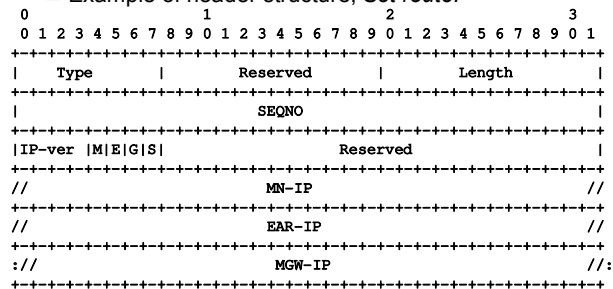 – Example of header structure, Set route:
0 1 2 3
0 1 2 3 4 5 6 7 8 9 0 1 2 3 4 5 6 7 8 9 0 1 2 3 4 5 6 7 8 9 0 1
+-+-+-+-+-+-+-+-+-+-+-+-+-+-+-+-+-+-+-+-+-+-+-+-+-+-+-+-+-+-+-+-+
| Type | Reserved | Length |
+-+-+-+-+-+-+-+-+-+-+-+-+-+-+-+-+-+-+-+-+-+-+-+-+-+-+-+-+-+-+-+-+
| SEQNO |
+-+-+-+-+-+-+-+-+-+-+-+-+-+-+-+-+-+-+-+-+-+-+-+-+-+-+-+-+-+-+-+-+
|IP-ver |M|E|G|S| Reserved |
+-+-+-+-+-+-+-+-+-+-+-+-+-+-+-+-+-+-+-+-+-+-+-+-+-+-+-+-+-+-+-+-+
// MN-IP //
+-+-+-+-+-+-+-+-+-+-+-+-+-+-+-+-+-+-+-+-+-+-+-+-+-+-+-+-+-+-+-+-+
// EAR-IP //
+-+-+-+-+-+-+-+-+-+-+-+-+-+-+-+-+-+-+-+-+-+-+-+-+-+-+-+-+-+-+-+-+
:// MGW-IP //:
+-+-+-+-+-+-+-+-+-+-+-+-+-+-+-+-+-+-+-+-+-+-+-+-+-+-+-+-+-+-+-+-+